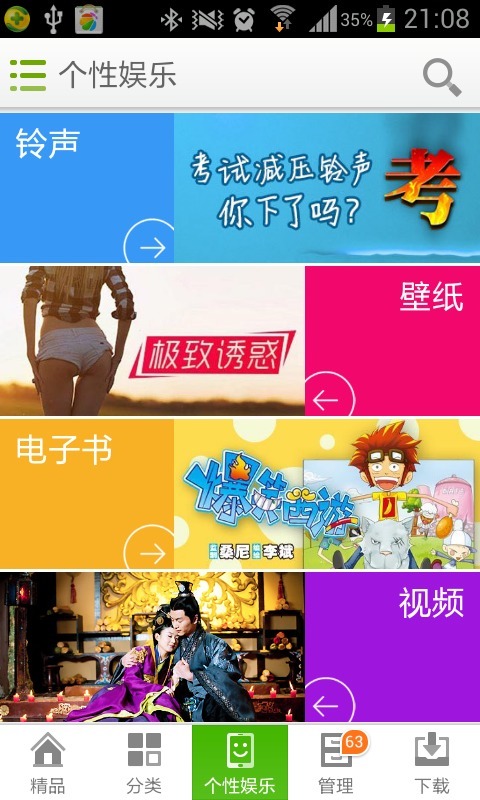 35% 21:08
个性娱乐
铃声
考试减压铃声
你下了吗？
考
极致诱惑
壁纸
电子书
爆笑西游
桑尼 李斌
视频
63
精品 分类 个性娱乐 管理 下载